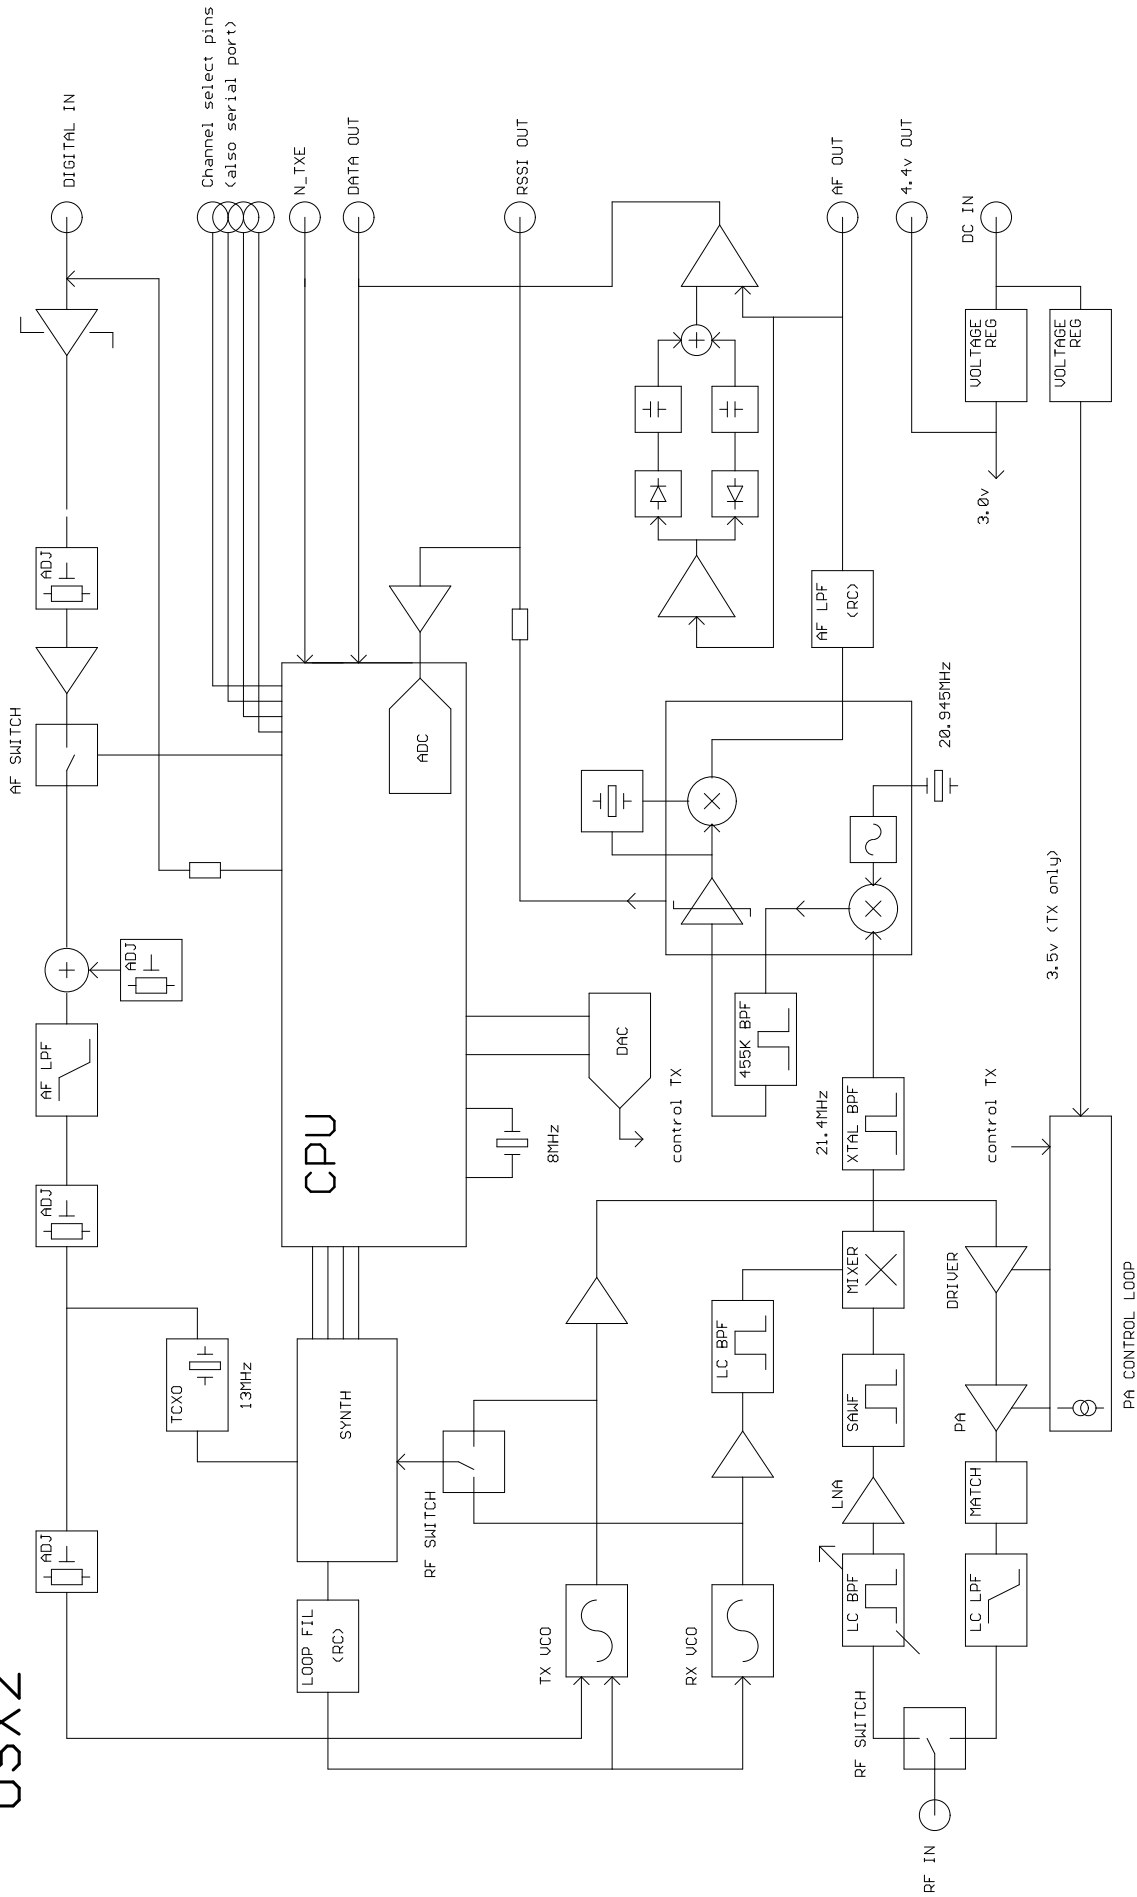 USX2
DIGITAL IN
Channel select pins
(also serial port)
N_TXE
DATA OUT
RSSI OUT
AF OUT
4.4v OUT
DC IN
ADJ
AF SWITCH
ADJ
AF LPF
ADJ
ADJ
TCXO
13MHz
CPU
ADC
DAC
control TX
8MHz
SYNTH
LOOP FIL
(RC)
RF SWITCH
TX VCO
RX VCO
LC BPF
MIXER
SAWF
LNA
LC BPF
21.4MHz
XTAL BPF
455K BPF
20.945MHz
AF LPF
(RC)
VOLTAGE
REG
VOLTAGE
REG
3.0v
3.5v (TX only)
control TX
DRIVER
PA
MATCH
LC LPF
PA CONTROL LOOP
RF SWITCH
RF IN